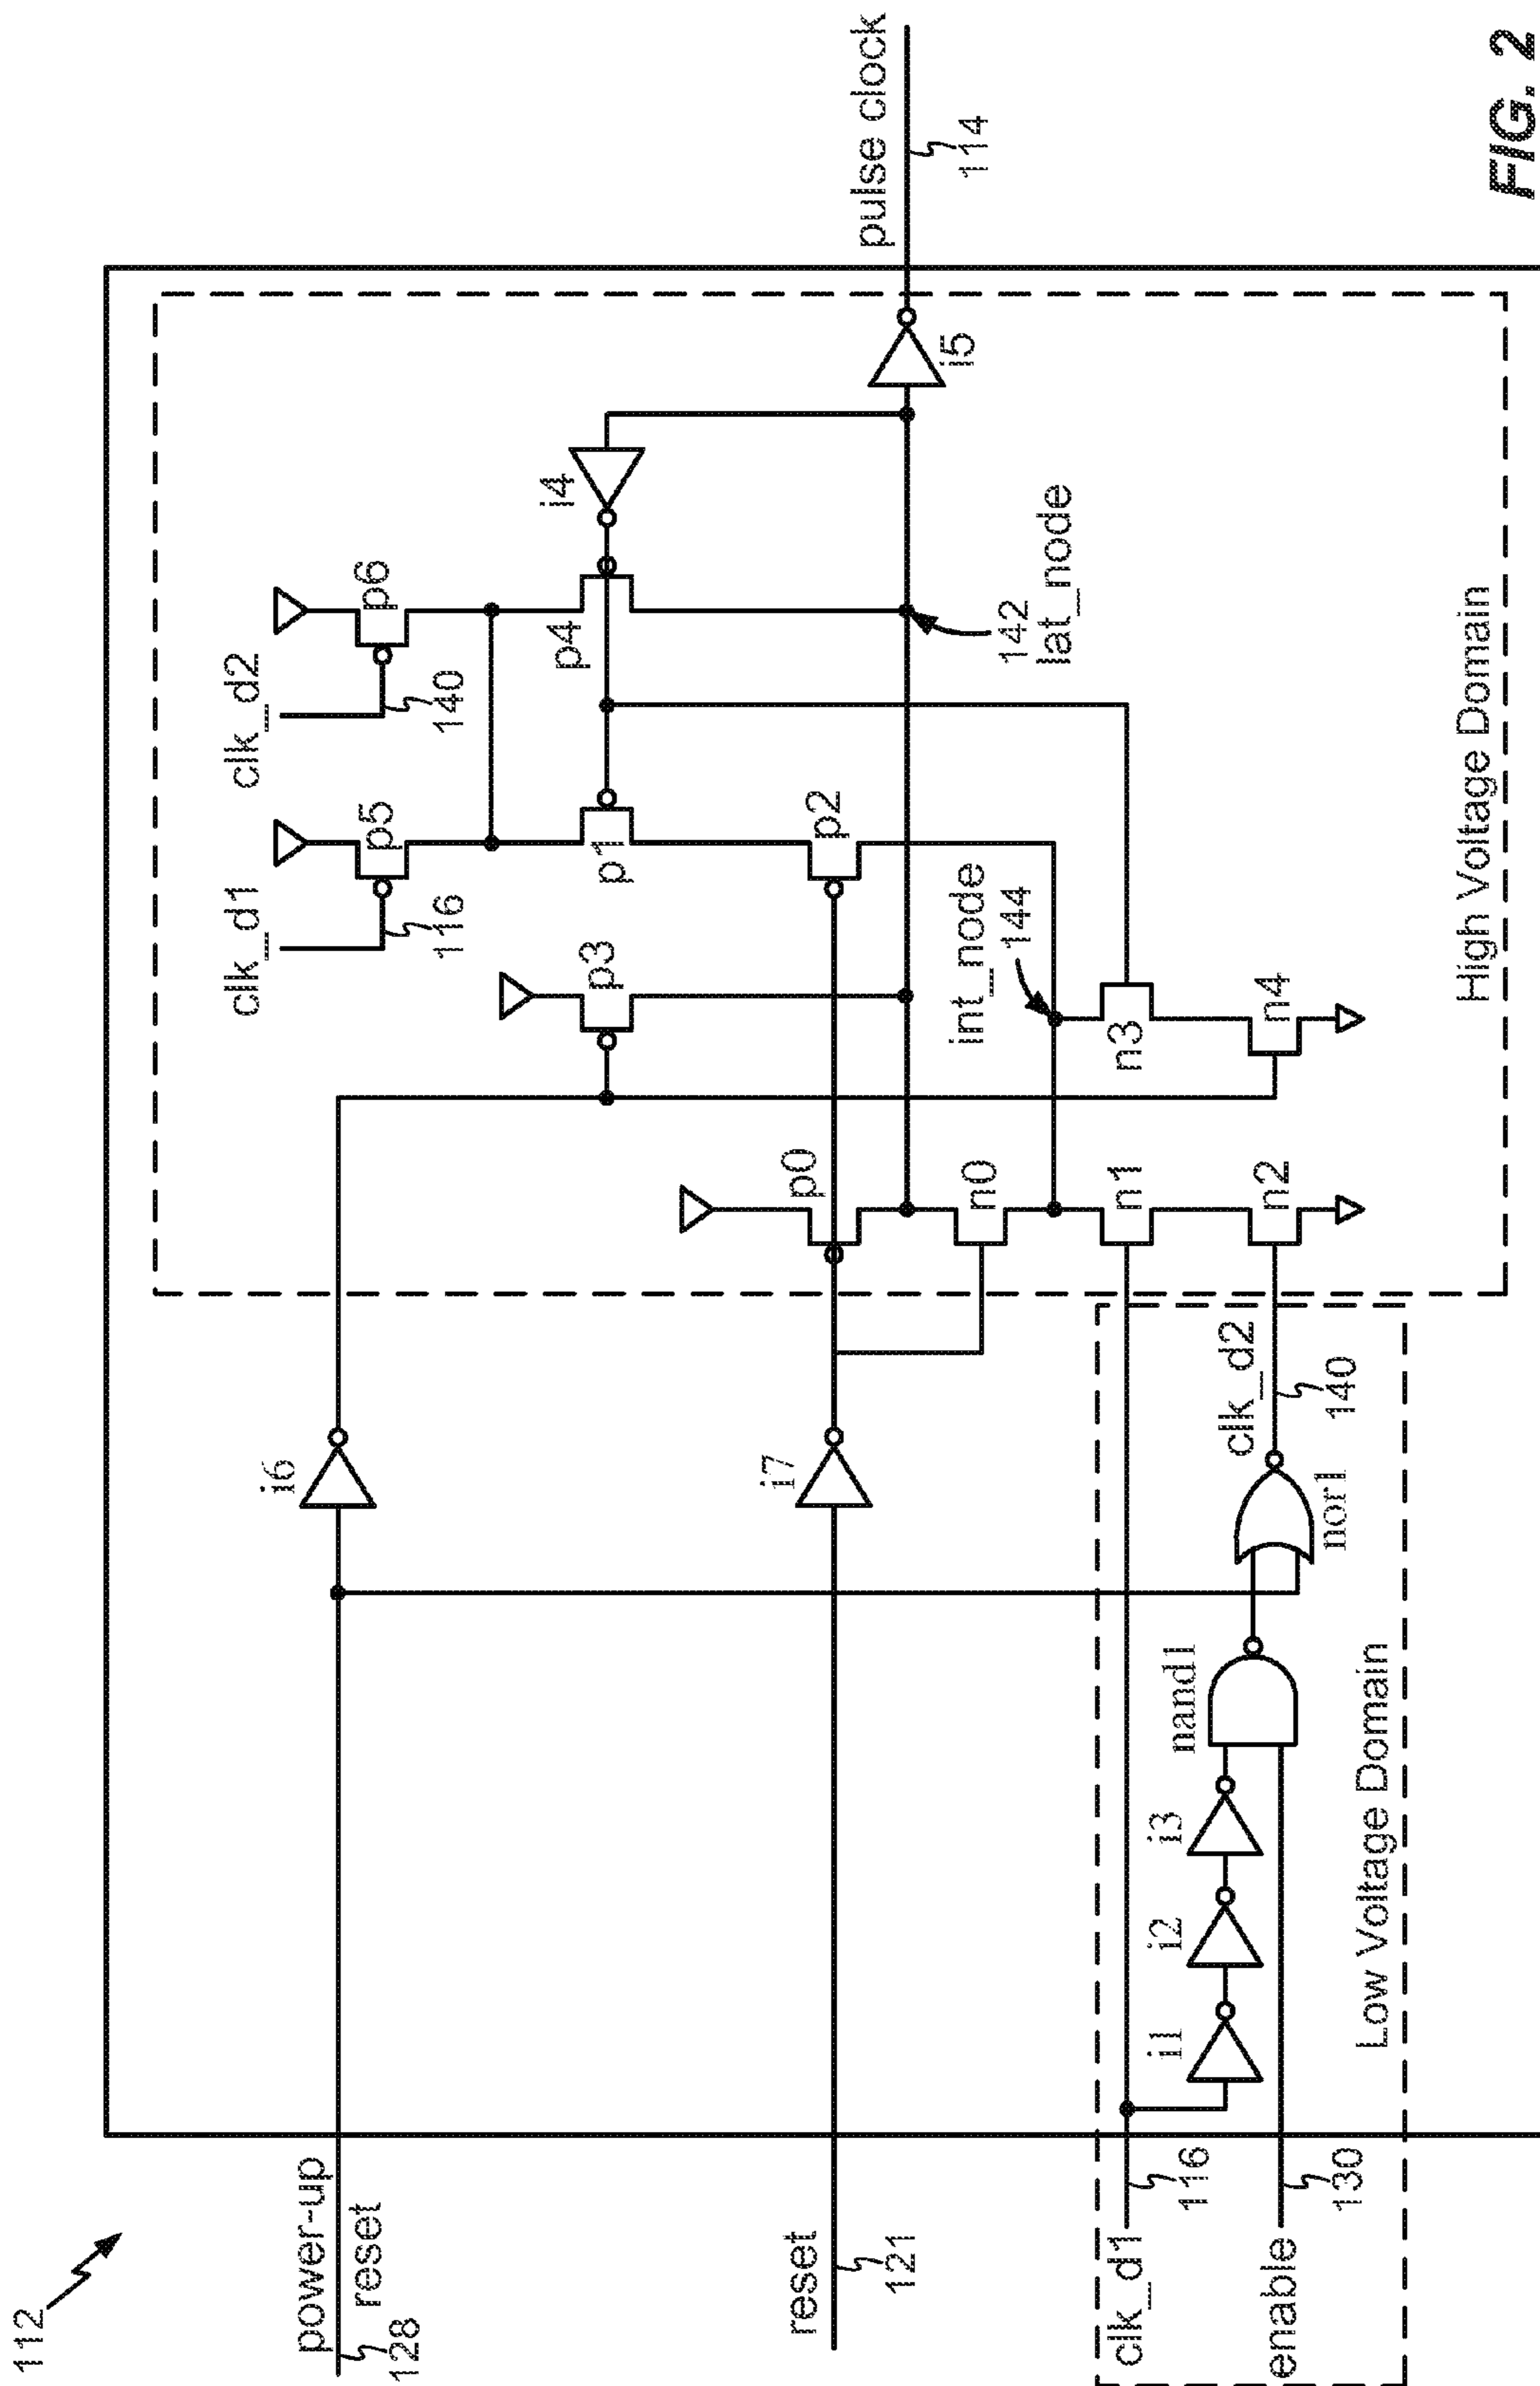 112
power-up
reset
128
reset
121
clk_d1
116
enable
130
i1
i2
i3
nand1
nor1
Low Voltage Domain
clk_d2
140
i6
i7
p0
n0
n1
n2
p3
int_node
144
n3
n4
clk_d1
116
p5
p1
p2
clk_d2
140
p6
p4
i4
142
lat_node
i5
High Voltage Domain
pulse clock
114
FIG. 2